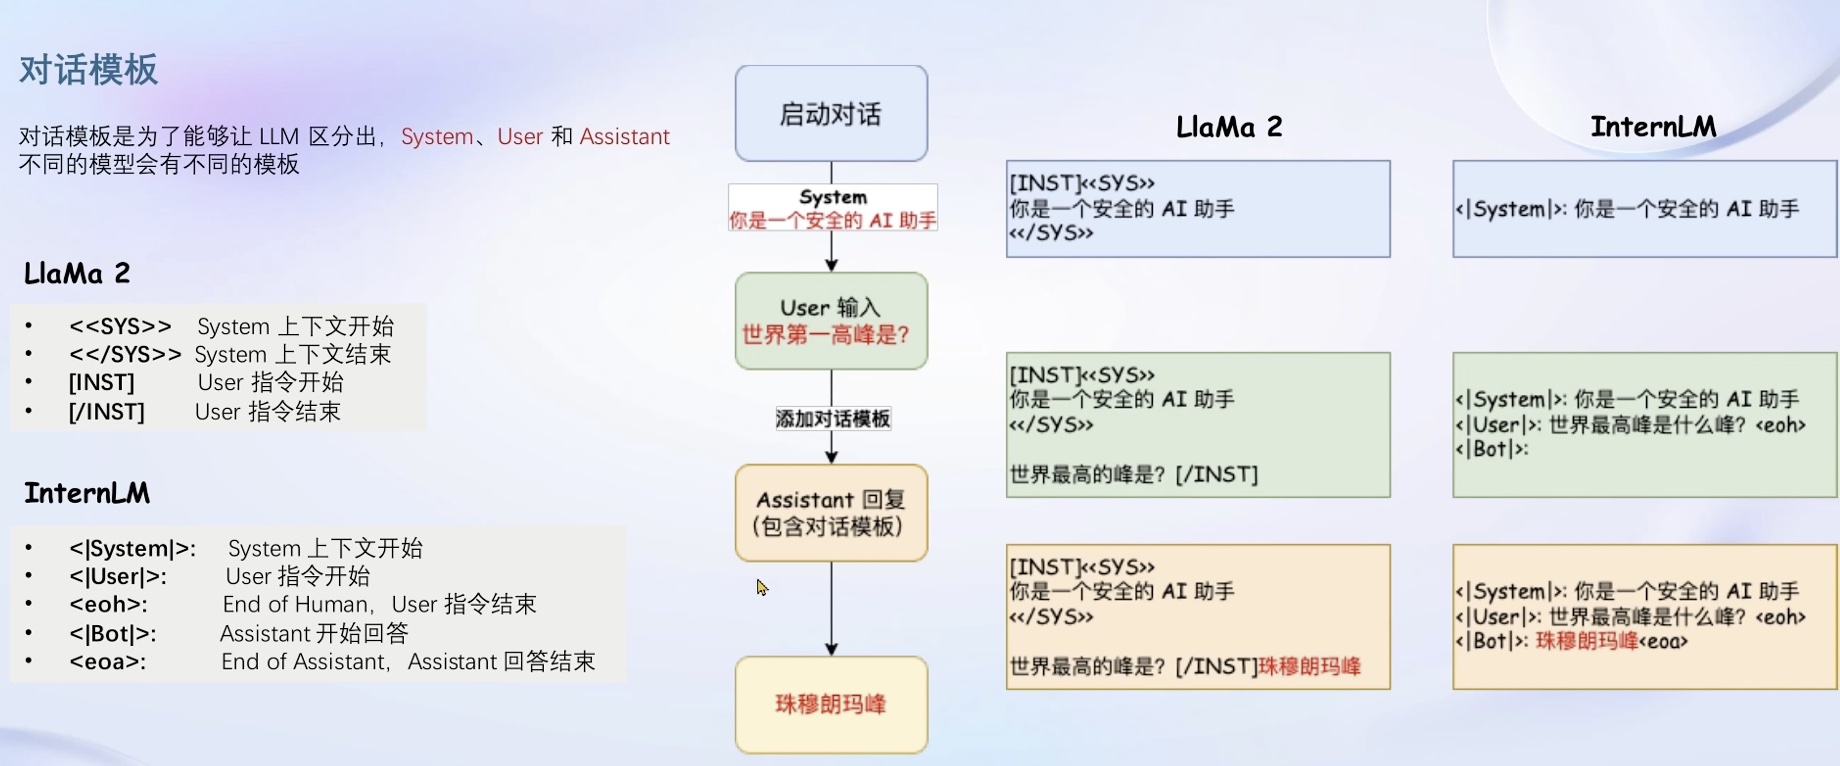 对话模板
对话模板是为了能够让 LLM 区分出，System、User 和 Assistant
不同的模型会有不同的模板
LlaMa 2
• <<SYS>> System 上下文开始
• <</SYS>> System 上下文结束
• [INST] User 指令开始
• [/INST] User 指令结束
InternLM
• <|System|>: System 上下文开始
• <|User|>: User 指令开始
• <eoh>: End of Human，User 指令结束
• <|Bot|>: Assistant 开始回答
• <eoa>: End of Assistant，Assistant 回答结束
启动对话
System
你是一个安全的 AI 助手
User 输入
世界第一高峰是？
添加对话模板
Assistant 回复
（包含对话模板）
珠穆朗玛峰
LlaMa 2
[INST]<<SYS>>
你是一个安全的 AI 助手
<</SYS>>
[INST]<<SYS>>
你是一个安全的 AI 助手
<</SYS>>
世界最高的峰是？[/INST]
[INST]<<SYS>>
你是一个安全的 AI 助手
<</SYS>>
世界最高的峰是？[/INST]珠穆朗玛峰
InternLM
<|System|>: 你是一个安全的 AI 助手
<|System|>: 你是一个安全的 AI 助手
<|User|>: 世界最高峰是什么峰？<eoh>
<|Bot|>:
<|System|>: 你是一个安全的 AI 助手
<|User|>: 世界最高峰是什么峰？<eoh>
<|Bot|>: 珠穆朗玛峰<eoa>